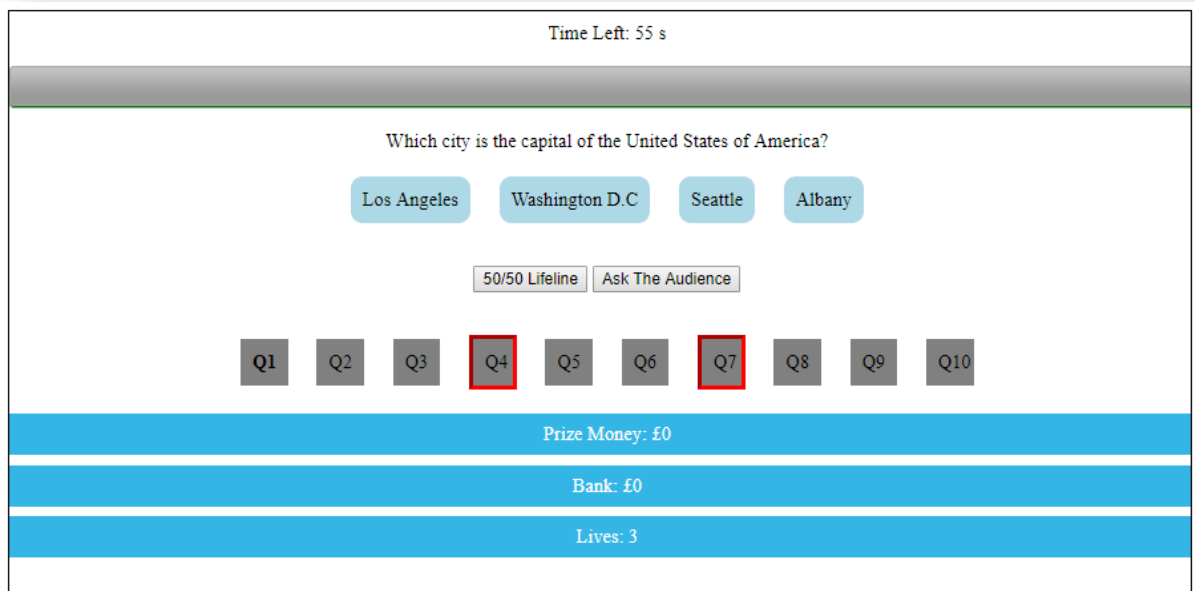 Time Left: 55 s
Which city is the capital of the United States of America?
Los Angeles Washington D.C Seattle Albany
50/50 Lifeline Ask The Audience
Q1 Q2 Q3 Q4 Q5 Q6 Q7 Q8 Q9 Q10
Prize Money: £0
Bank: £0
Lives: 3